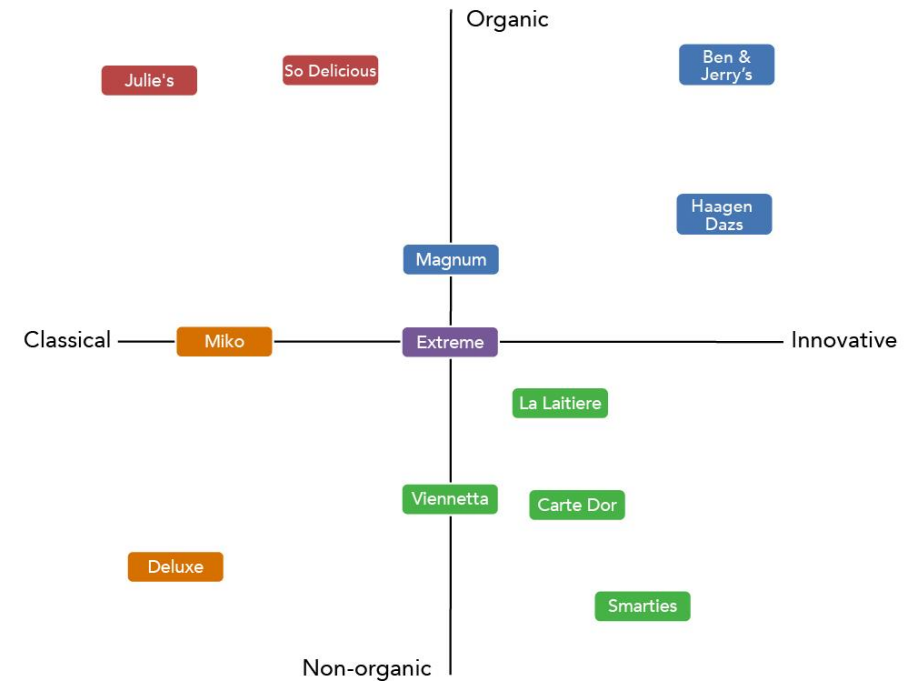 Organic
Ben &
Jerry’s
Julie's
So Delicious
Haagen
Dazs
Magnum
Classical
Miko
Extreme
Innovative
La Laitiere
Viennetta
Carte Dor
Deluxe
Smarties
Non-organic